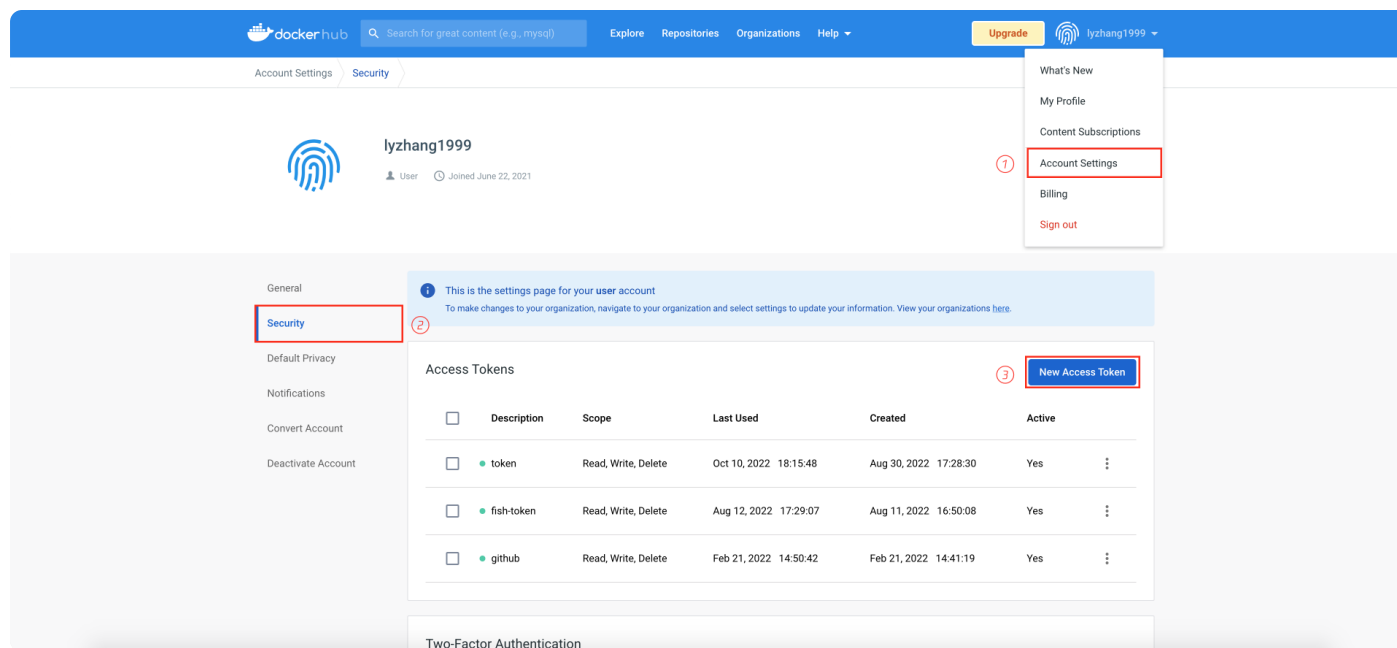 dockerhub Search for great content (e.g., mysql) Explore Repositories Organizations Help Upgrade lyzhang1999
Account Settings Security
What's New
My Profile
Content Subscriptions
1 Account Settings
Billing
Sign out
lyzhang1999
User Joined June 22, 2021
General
Security
2
Default Privacy
Notifications
Convert Account
Deactivate Account
This is the settings page for your user account
To make changes to your organization, navigate to your organization and select settings to update your information. View your organizations here.
Access Tokens 3 New Access Token
Description Scope Last Used Created Active
token Read, Write, Delete Oct 10, 2022 18:15:48 Aug 30, 2022 17:28:30 Yes
fish-token Read, Write, Delete Aug 12, 2022 17:29:07 Aug 11, 2022 16:50:08 Yes
github Read, Write, Delete Feb 21, 2022 14:50:42 Feb 21, 2022 14:41:19 Yes
Two-Factor Authentication